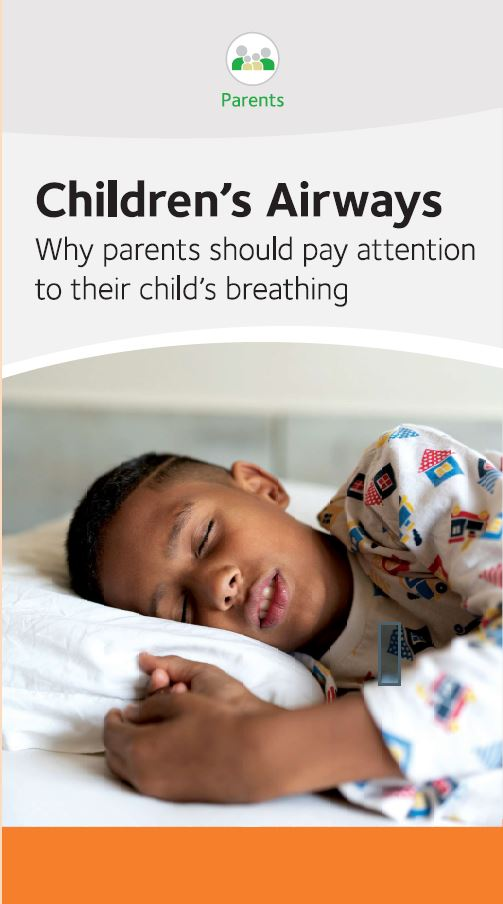 Parents
Children's Airways
Why parents should pay attention
to their child's breathing